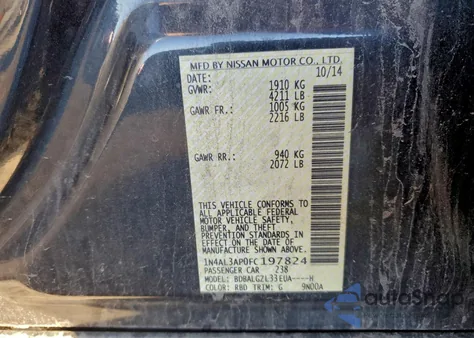 MFD BY NISSAN MOTOR CO., LTD.
DATE: 10/14
GVWR: 1910 KG
4211 LB
GAWR FR.: 1005 KG
2216 LB
GAWR RR.: 940 KG
2072 LB
THIS VEHICLE CONFORMS TO
ALL APPLICABLE FEDERAL
MOTOR VEHICLE SAFETY,
BUMPER, AND THEFT
PREVENTION STANDARDS IN
EFFECT ON THE DATE OF
MANUFACTURE SHOWN ABOVE.
1N4AL3AP0FC197824
PASSENGER CAR 238
MODEL: BDBALG2L33EUA----H
COLOR: RBD TRIM: G 9N00A
autoSnap